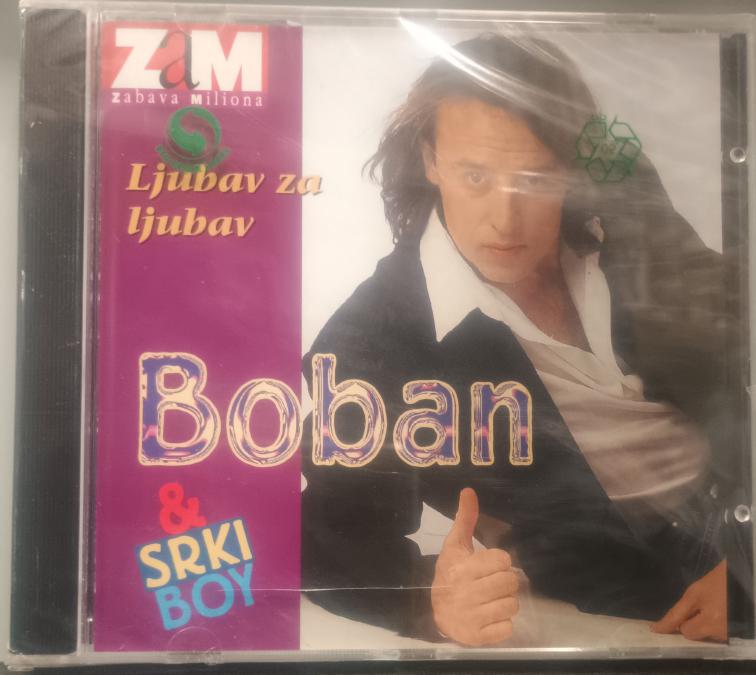 ZaM
Zabava Miliona
Ljubav za
ljubav
Boban
&
SRKI
BOY